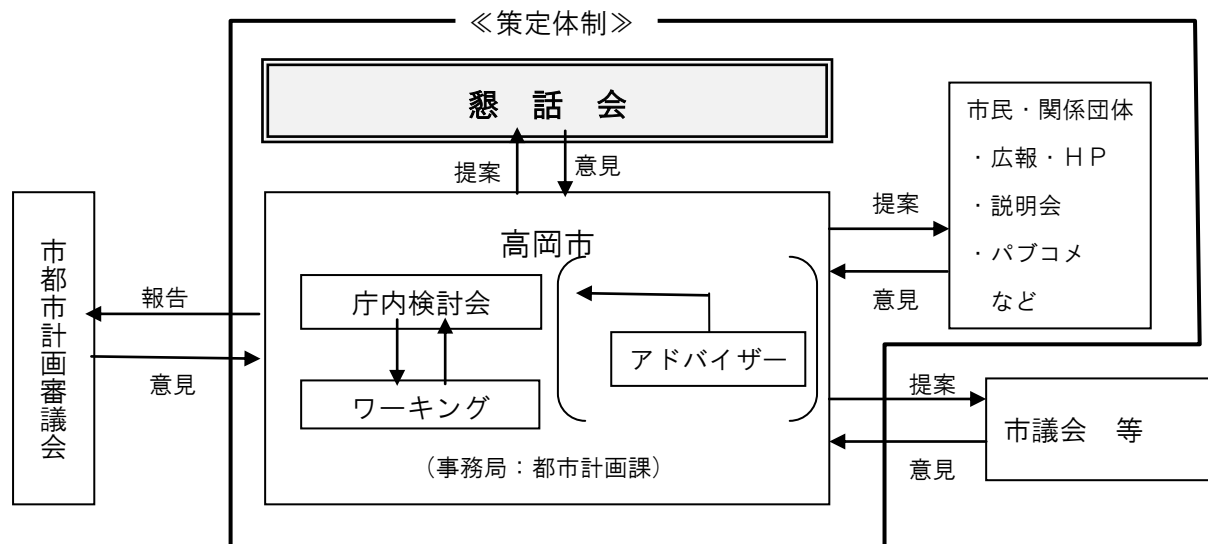 ≪策定体制≫
懇 話 会
提案
意見
市民・関係団体
・広報・ＨＰ
・説明会
・パブコメ
など
提案
意見
市都市計画審議会
報告
意見
高岡市
庁内検討会
ワーキング
アドバイザー
（事務局：都市計画課）
提案
意見
市議会　等